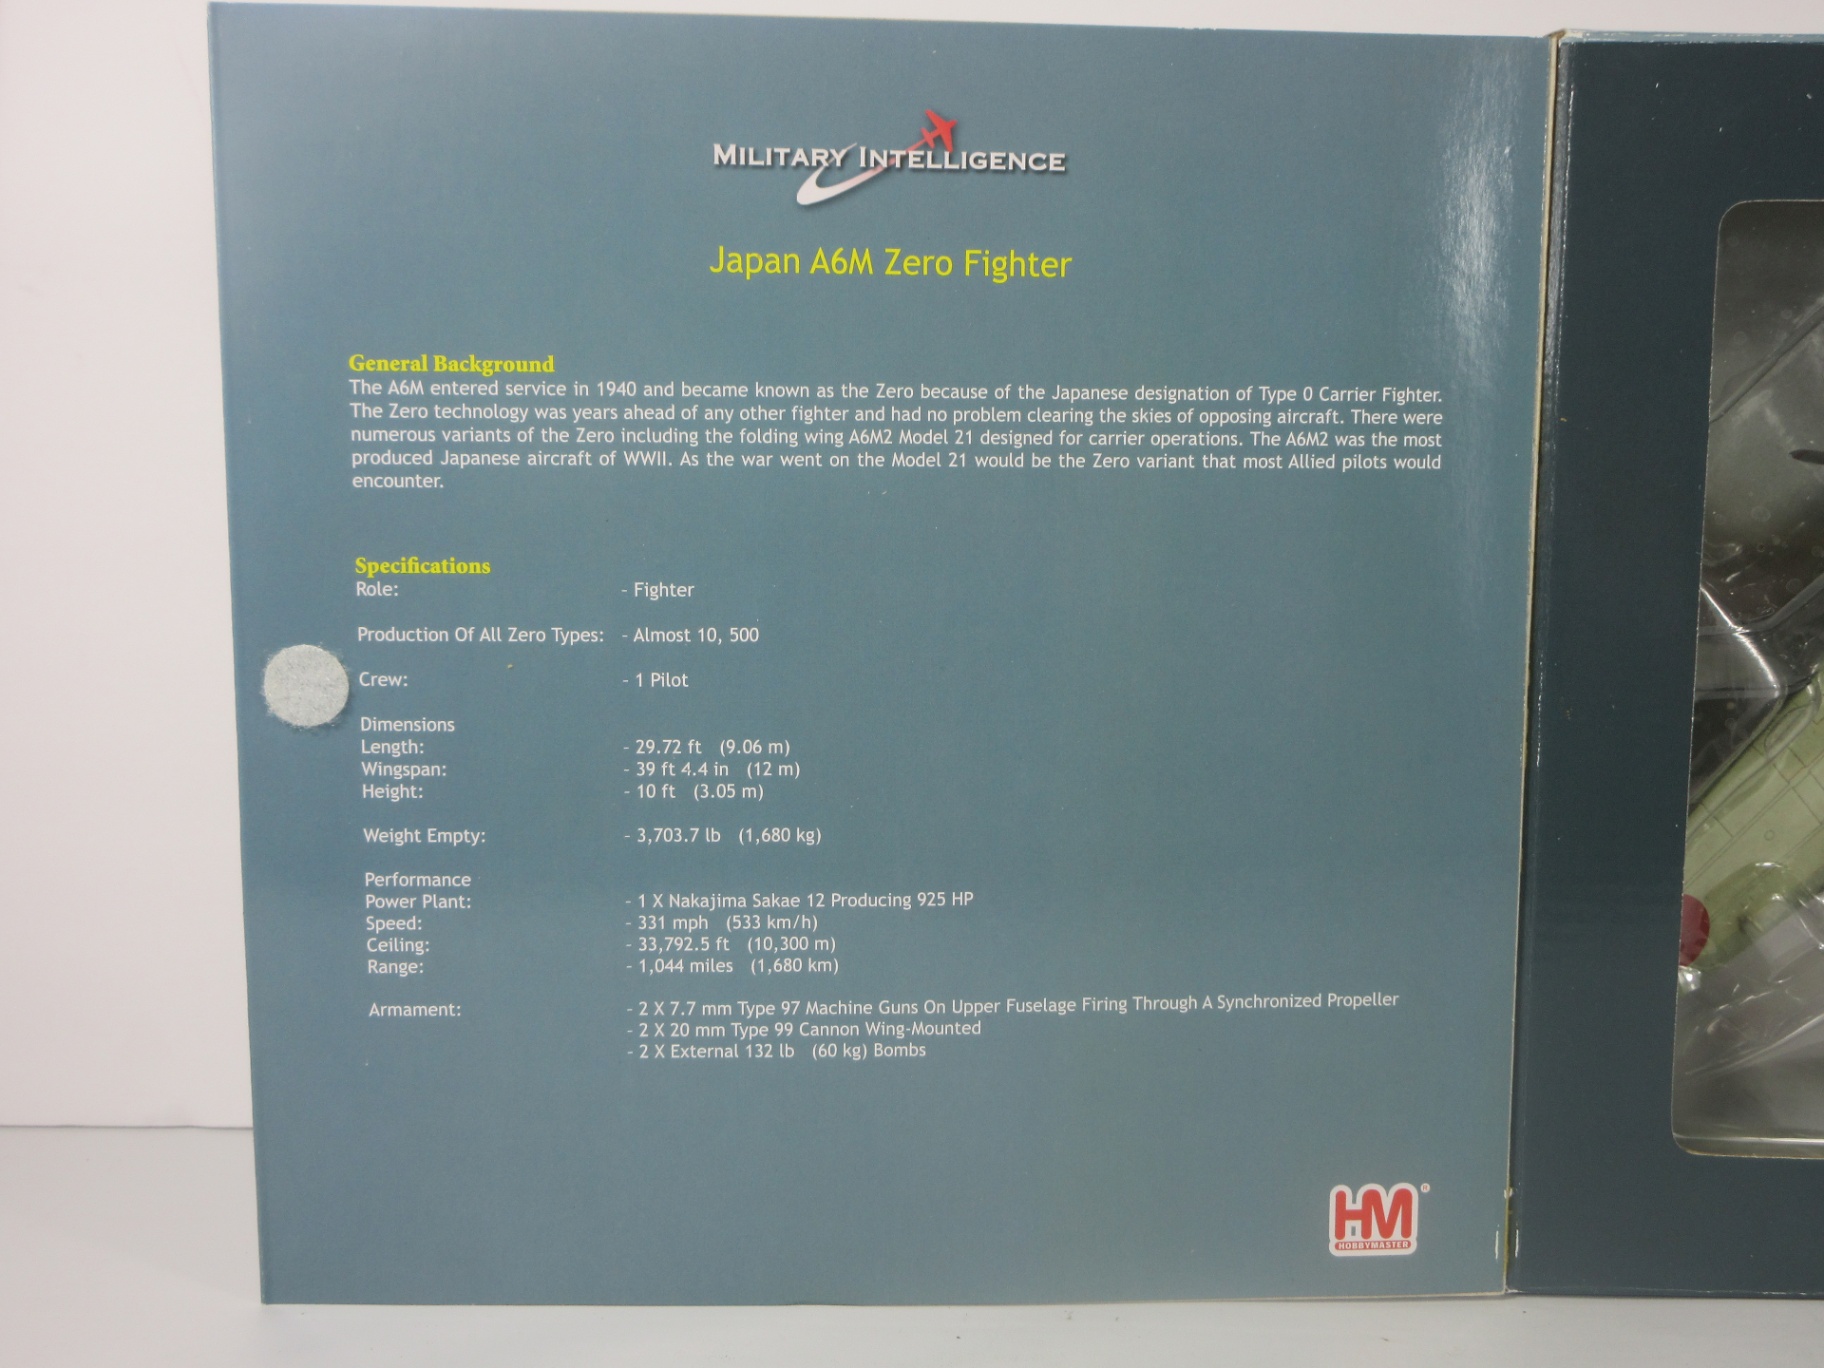 MILITARY INTELLIGENCE
Japan A6M Zero Fighter
General Background
The A6M entered service in 1940 and became known as the Zero because of the Japanese designation of Type 0 Carrier Fighter.
The Zero technology was years ahead of any other fighter and had no problem clearing the skies of opposing aircraft. There were
numerous variants of the Zero including the folding wing A6M2 Model 21 designed for carrier operations. The A6M2 was the most
produced Japanese aircraft of WWII. As the war went on the Model 21 would be the Zero variant that most Allied pilots would
encounter.
Specifications
Role: - Fighter
Production Of All Zero Types: - Almost 10, 500
Crew: - 1 Pilot
Dimensions
Length: - 29.72 ft (9.06 m)
Wingspan: - 39 ft 4.4 in (12 m)
Height: - 10 ft (3.05 m)
Weight Empty: - 3,703.7 lb (1,680 kg)
Performance
Power Plant: - 1 X Nakajima Sakae 12 Producing 925 HP
Speed: - 331 mph (533 km/h)
Ceiling: - 33,792.5 ft (10,300 m)
Range: - 1,044 miles (1,680 km)
Armament: - 2 X 7.7 mm Type 97 Machine Guns On Upper Fuselage Firing Through A Synchronized Propeller
- 2 X 20 mm Type 99 Cannon Wing-Mounted
- 2 X External 132 lb (60 kg) Bombs
HM®
HOBBYMASTER